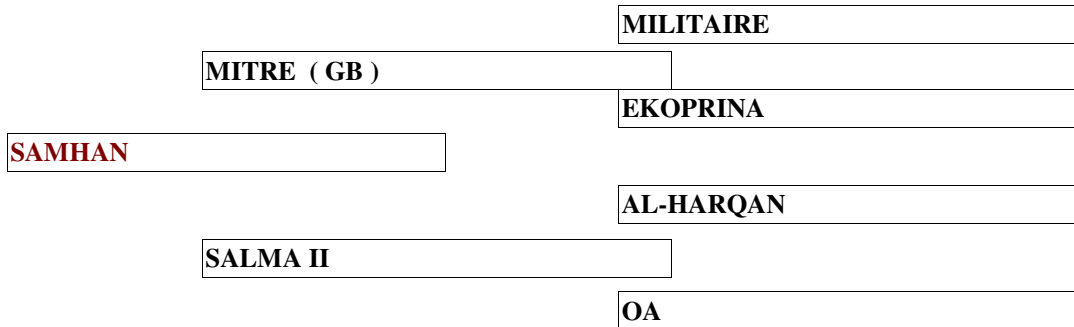 MILITAIRE
MITRE ( GB )
EKOPRINA
SAMHAN
AL-HARQAN
SALMA II
OA